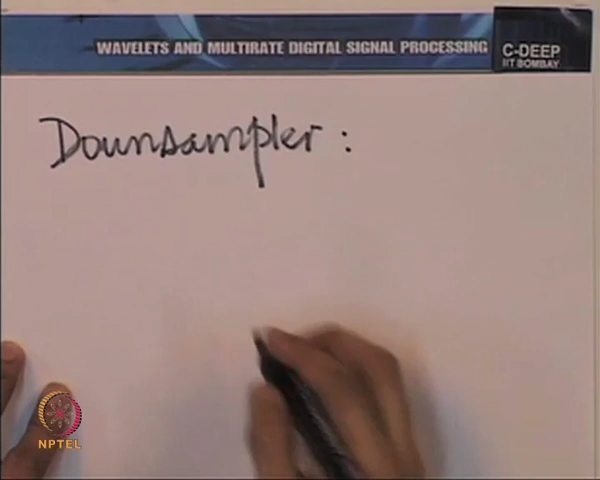 WAVELETS AND MULTIRATE DIGITAL SIGNAL PROCESSING
C-DEEP
IIT BOMBAY
Downsampler :
NPTEL